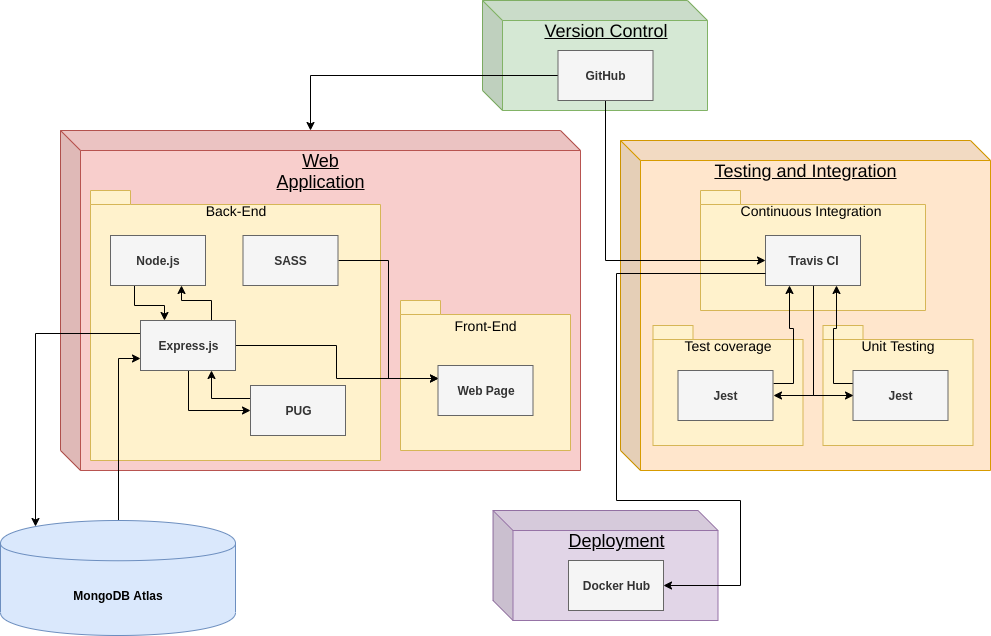 Version Control
GitHub
Web
Application
Back-End
Node.js
SASS
Express.js
PUG
Front-End
Web Page
Testing and Integration
Continuous Integration
Travis CI
Test coverage
Jest
Unit Testing
Jest
MongoDB Atlas
Deployment
Docker Hub